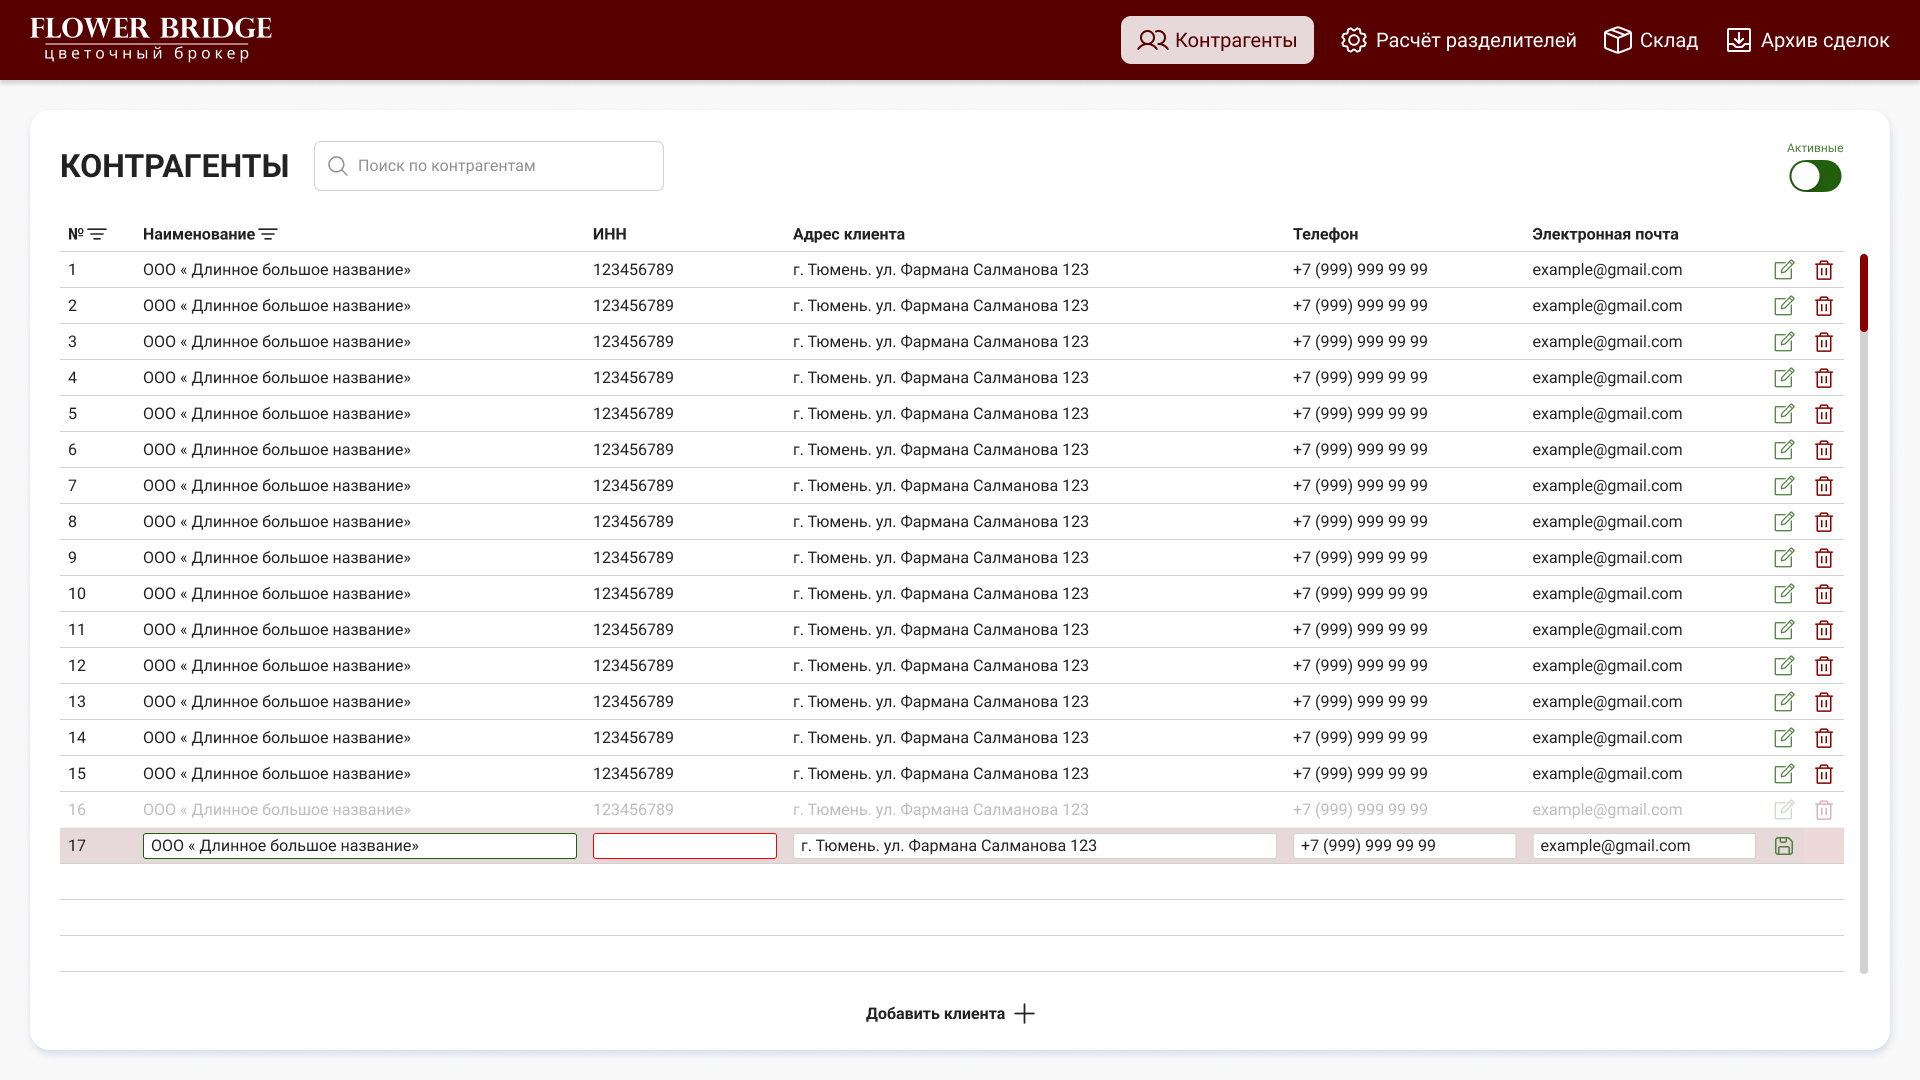 FLOWER BRIDGE
цветочный брокер
Контрагенты
Расчёт разделителей
Склад
Архив сделок
КОНТРАГЕНТЫ
Поиск по контрагентам
Активные
№ Наименование ИНН Адрес клиента Телефон Электронная почта
1 ООО « Длинное большое название» 123456789 г. Тюмень. ул. Фармана Салманова 123 +7 (999) 999 99 99 example@gmail.com
2 ООО « Длинное большое название» 123456789 г. Тюмень. ул. Фармана Салманова 123 +7 (999) 999 99 99 example@gmail.com
3 ООО « Длинное большое название» 123456789 г. Тюмень. ул. Фармана Салманова 123 +7 (999) 999 99 99 example@gmail.com
4 ООО « Длинное большое название» 123456789 г. Тюмень. ул. Фармана Салманова 123 +7 (999) 999 99 99 example@gmail.com
5 ООО « Длинное большое название» 123456789 г. Тюмень. ул. Фармана Салманова 123 +7 (999) 999 99 99 example@gmail.com
6 ООО « Длинное большое название» 123456789 г. Тюмень. ул. Фармана Салманова 123 +7 (999) 999 99 99 example@gmail.com
7 ООО « Длинное большое название» 123456789 г. Тюмень. ул. Фармана Салманова 123 +7 (999) 999 99 99 example@gmail.com
8 ООО « Длинное большое название» 123456789 г. Тюмень. ул. Фармана Салманова 123 +7 (999) 999 99 99 example@gmail.com
9 ООО « Длинное большое название» 123456789 г. Тюмень. ул. Фармана Салманова 123 +7 (999) 999 99 99 example@gmail.com
10 ООО « Длинное большое название» 123456789 г. Тюмень. ул. Фармана Салманова 123 +7 (999) 999 99 99 example@gmail.com
11 ООО « Длинное большое название» 123456789 г. Тюмень. ул. Фармана Салманова 123 +7 (999) 999 99 99 example@gmail.com
12 ООО « Длинное большое название» 123456789 г. Тюмень. ул. Фармана Салманова 123 +7 (999) 999 99 99 example@gmail.com
13 ООО « Длинное большое название» 123456789 г. Тюмень. ул. Фармана Салманова 123 +7 (999) 999 99 99 example@gmail.com
14 ООО « Длинное большое название» 123456789 г. Тюмень. ул. Фармана Салманова 123 +7 (999) 999 99 99 example@gmail.com
15 ООО « Длинное большое название» 123456789 г. Тюмень. ул. Фармана Салманова 123 +7 (999) 999 99 99 example@gmail.com
16 ООО « Длинное большое название» 123456789 г. Тюмень. ул. Фармана Салманова 123 +7 (999) 999 99 99 example@gmail.com
17 ООО « Длинное большое название» г. Тюмень. ул. Фармана Салманова 123 +7 (999) 999 99 99 example@gmail.com
Добавить клиента